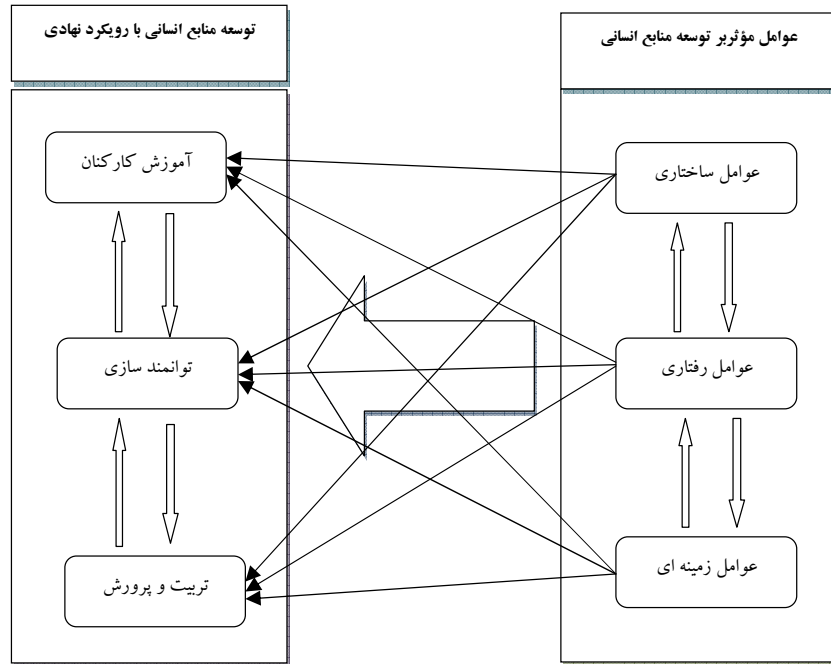 عوامل مؤثربر توسعه منابع انسانی
عوامل ساختاری
عوامل رفتاری
عوامل زمینه ای
توسعه منابع انسانی با رویکرد نهادی
آموزش کارکنان
توانمند سازی
تربیت و پرورش